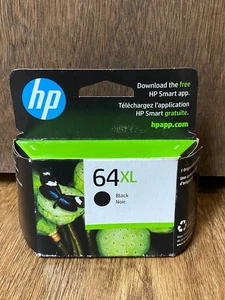 hp
Download the free
HP Smart app.
Téléchargez l'application
HP Smart gratuite.
hpapp.com
64XL
Black
Noir